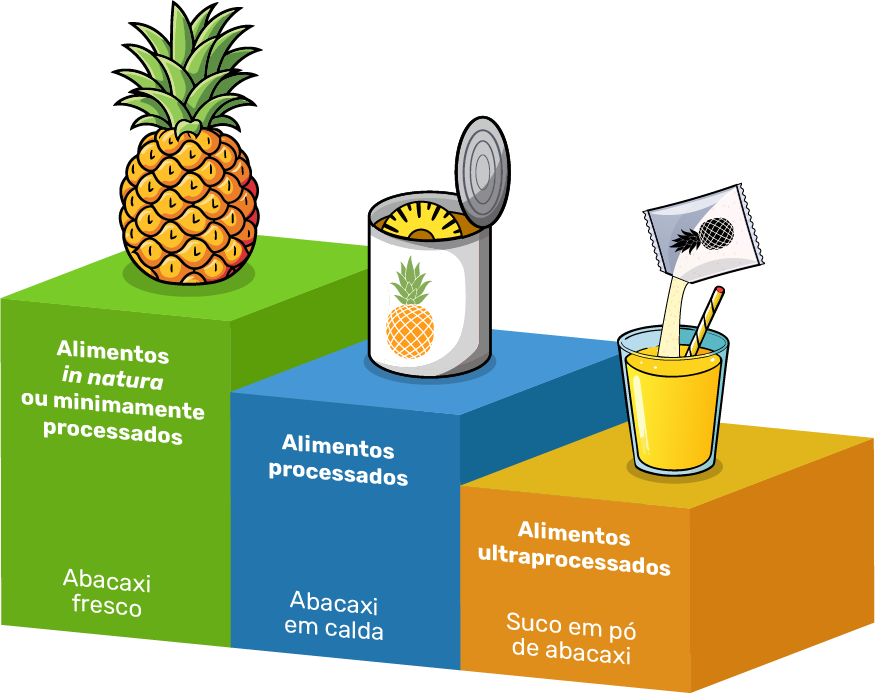 Alimentos
in natura
ou minimamente
processados
Abacaxi
fresco
Alimentos
processados
Abacaxi
em calda
Alimentos
ultraprocessados
Suco em pó
de abacaxi